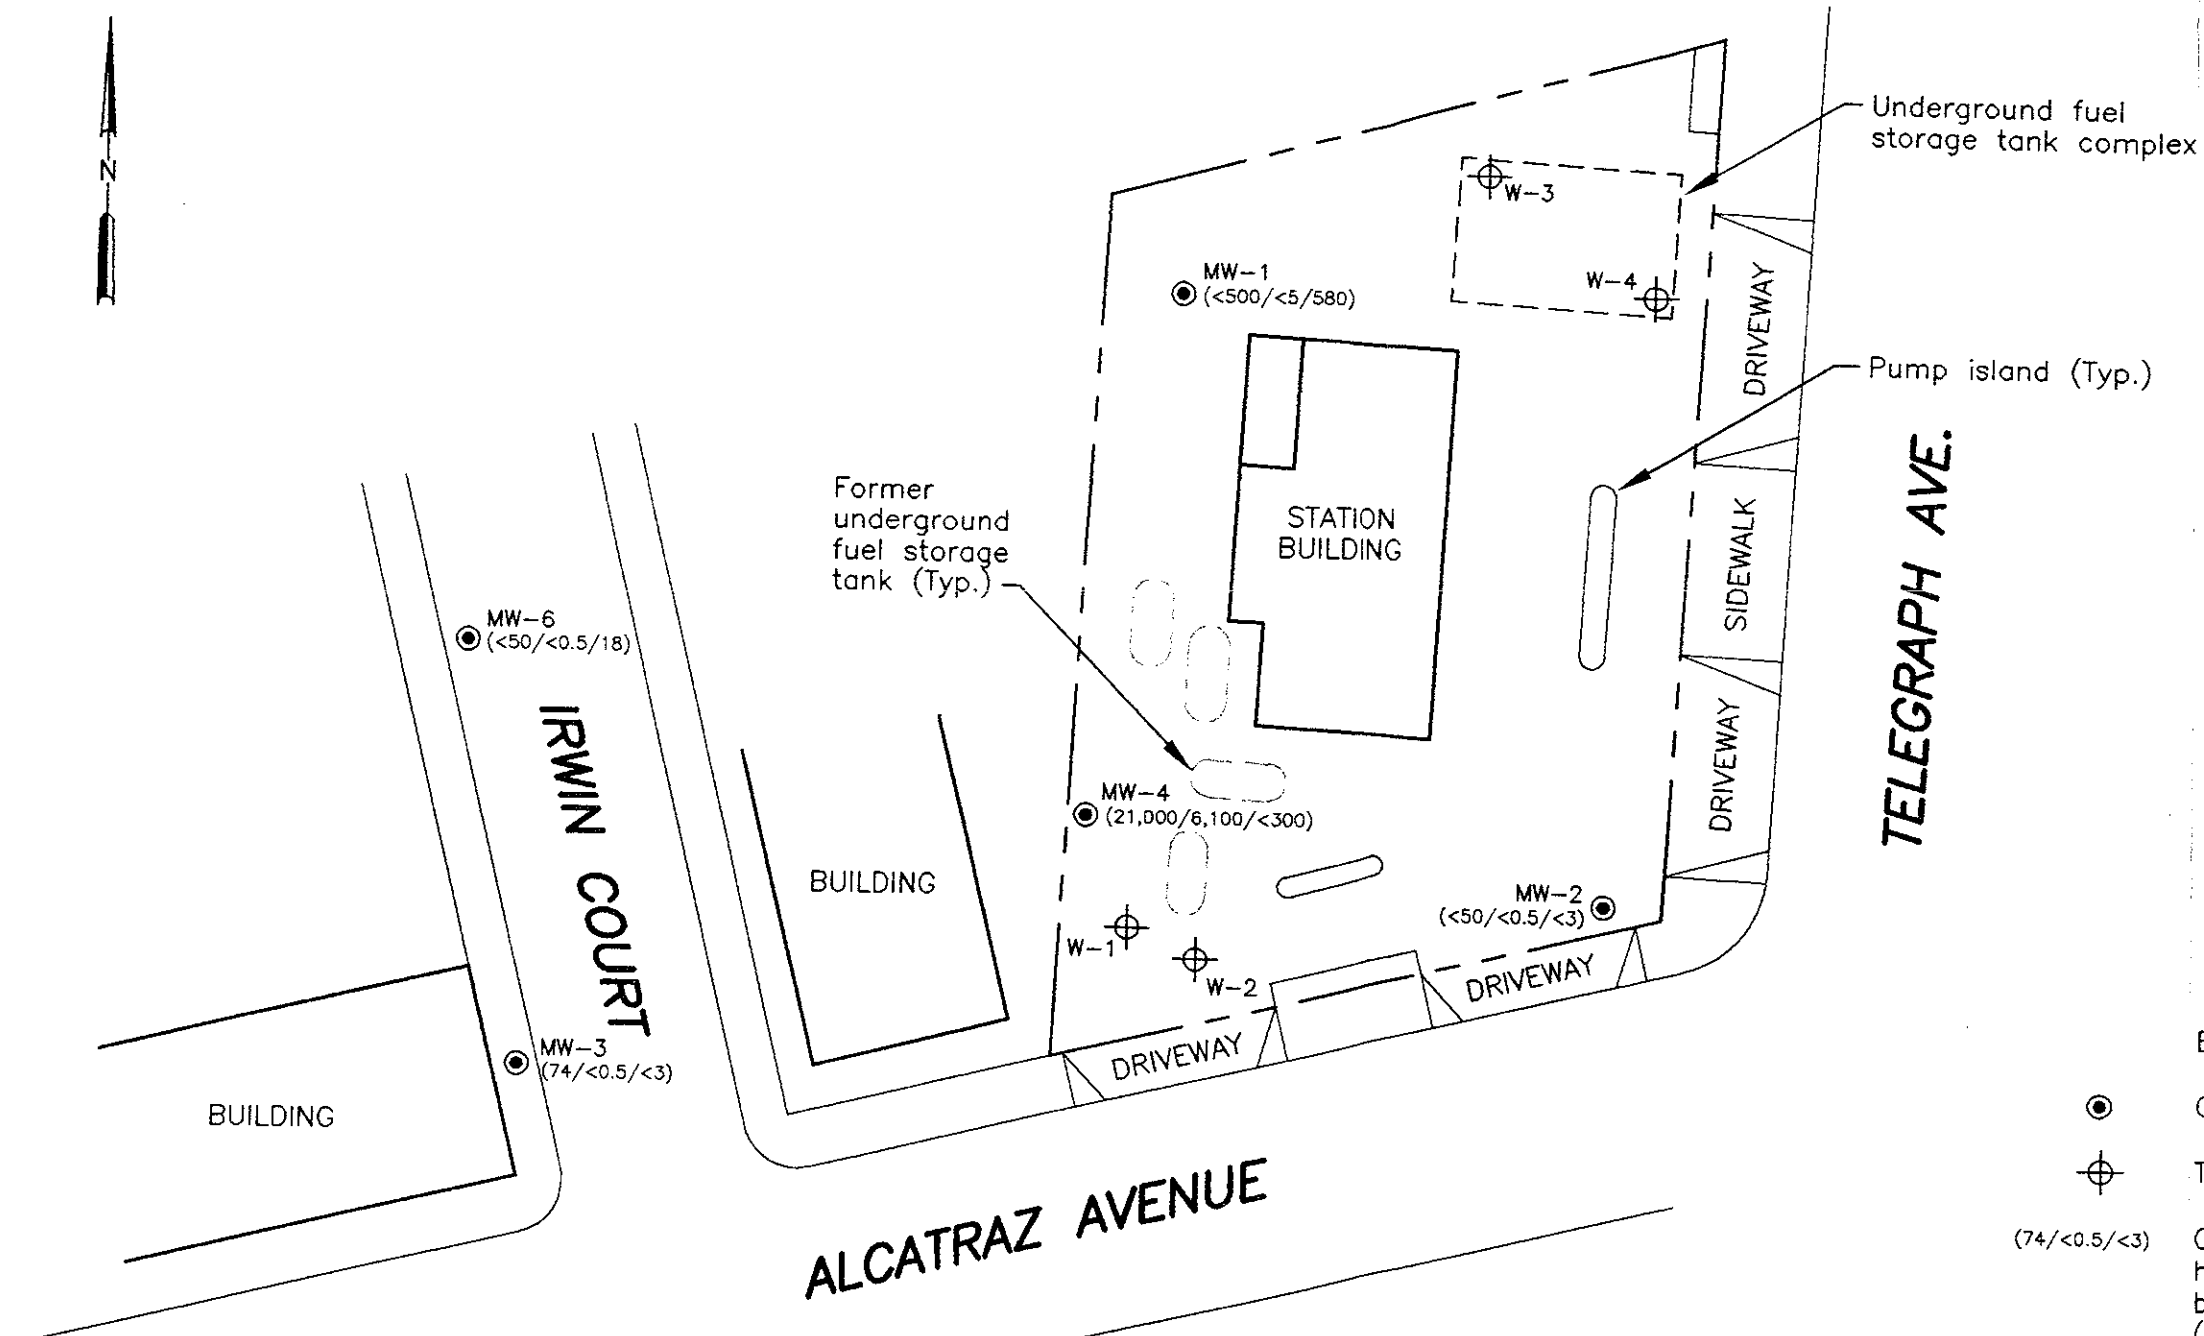 N
Underground fuel
storage tank complex
W-3
W-4
MW-1
(<500/<5/580)
DRIVEWAY
Pump island (Typ.)
TELEGRAPH AVE.
Former
underground
fuel storage
tank (Typ.)
STATION
BUILDING
SIDEWALK
MW-6
(<50/<0.5/18)
IRWIN COURT
DRIVEWAY
MW-4
(21,000/6,100/<300)
BUILDING
MW-2
(<50/<0.5/<3)
W-1
W-2
DRIVEWAY
DRIVEWAY
MW-3
(74/<0.5/<3)
BUILDING
ALCATRAZ AVENUE
(74/<0.5/<3)